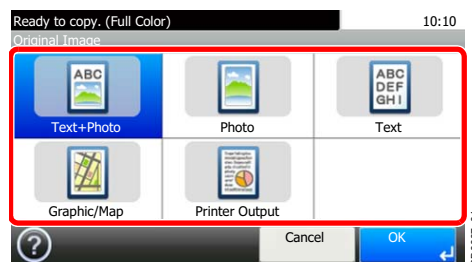 Ready to copy. (Full Color) 10:10
Original Image
ABC
ABC
DEF
GHI
Text+Photo Photo Text
Graphic/Map Printer Output
? Cancel OK